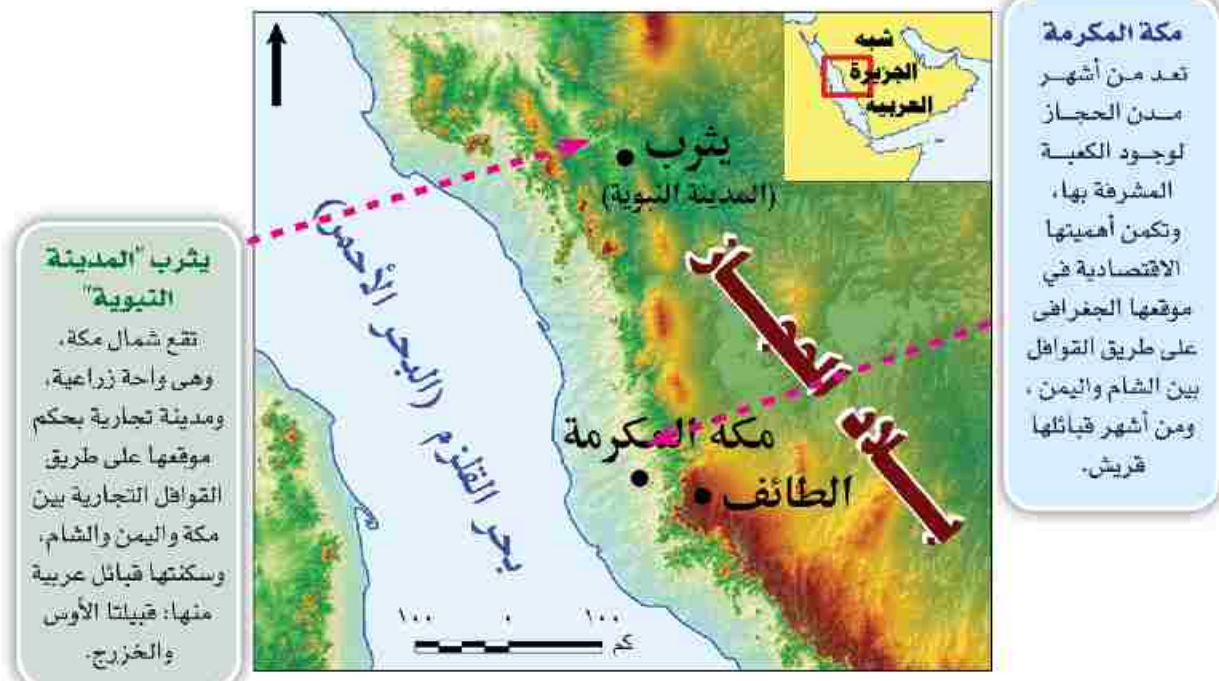 مكة المكرمة
تعد من أشهر
مدن الحجاز
لوجود الكعبة
المشرفة بها،
وتكمن أهميتها
الاقتصادية في
موقعها الجغرافى
على طريق القوافل
بين الشام واليمن ،
ومن أشهر قبائلها
قريش.
شبه
الجزيرة
العربيه
يثرب
(المدينة النبوية)
بلاد الحجاز
بحر القلزم (البحر الأحمر)
مكة المكرمة
الطائف
١٠٠ ٠ ١٠٠
كم
يثرب "المدينة
النبوية"
تقع شمال مكة،
وهى واحة زراعية،
ومدينة تجارية بحكم
موقعها على طريق
القوافل التجارية بين
مكة واليمن والشام،
وسكنتها قبائل عربية
منها: قبيلتا الأوس
والخزرج.